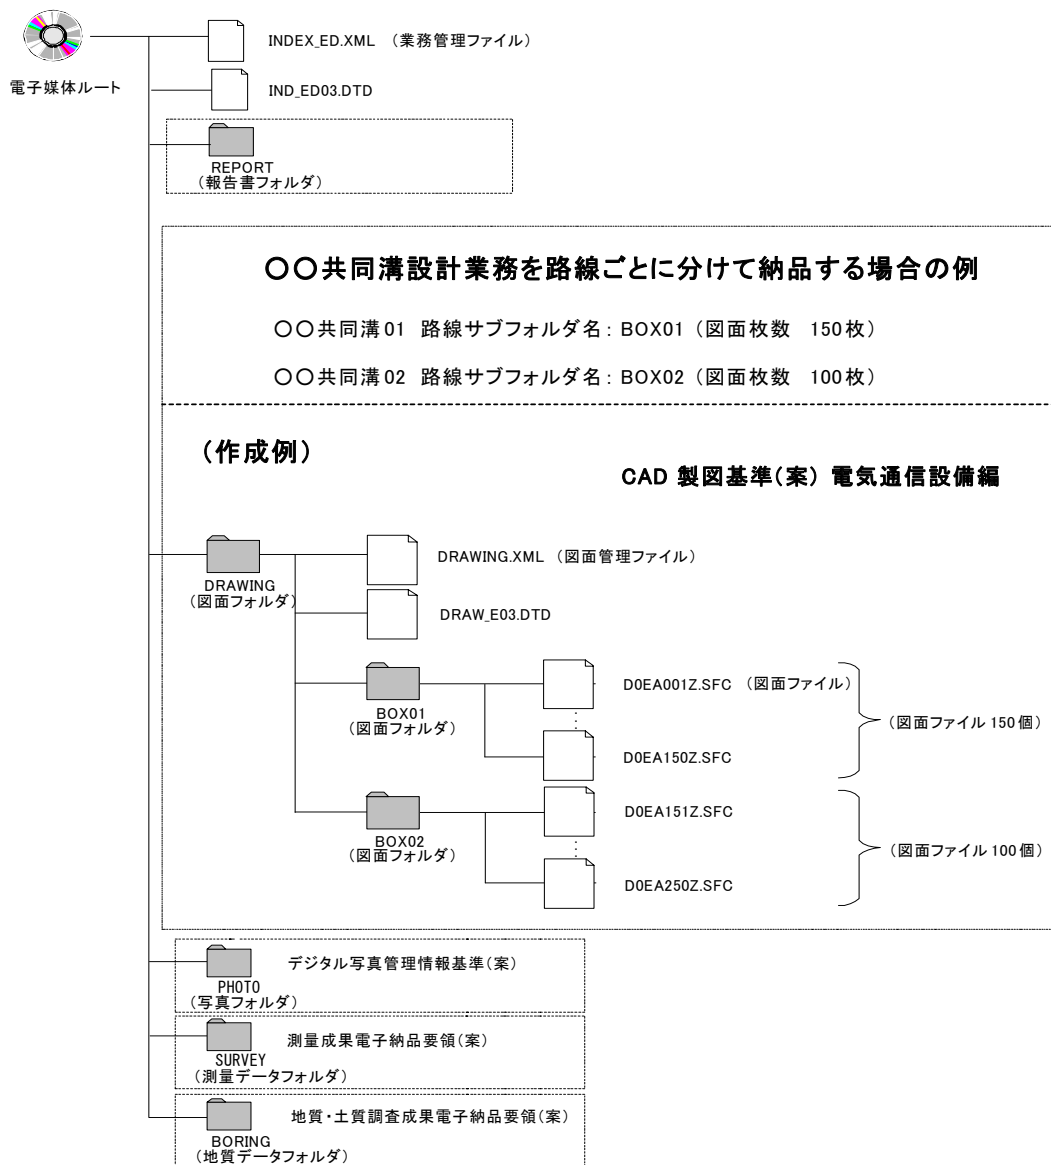 INDEX_ED.XML （業務管理ファイル）
電子媒体ルート
IND_ED03.DTD
REPORT
（報告書フォルダ）
〇〇共同溝設計業務を路線ごとに分けて納品する場合の例
〇〇共同溝01 路線サブフォルダ名：BOX01（図面枚数 150枚）
〇〇共同溝02 路線サブフォルダ名：BOX02（図面枚数 100枚）
（作成例）
CAD 製図基準（案） 電気通信設備編
DRAWING
（図面フォルダ）
DRAWING.XML （図面管理ファイル）
DRAW_E03.DTD
BOX01
（図面フォルダ）
D0EA001Z.SFC （図面ファイル）
D0EA150Z.SFC
（図面ファイル 150個）
BOX02
（図面フォルダ）
D0EA151Z.SFC
D0EA250Z.SFC
（図面ファイル 100個）
PHOTO
（写真フォルダ）
デジタル写真管理情報基準（案）
SURVEY
（測量データフォルダ）
測量成果電子納品要領（案）
BORING
（地質データフォルダ）
地質・土質調査成果電子納品要領（案）